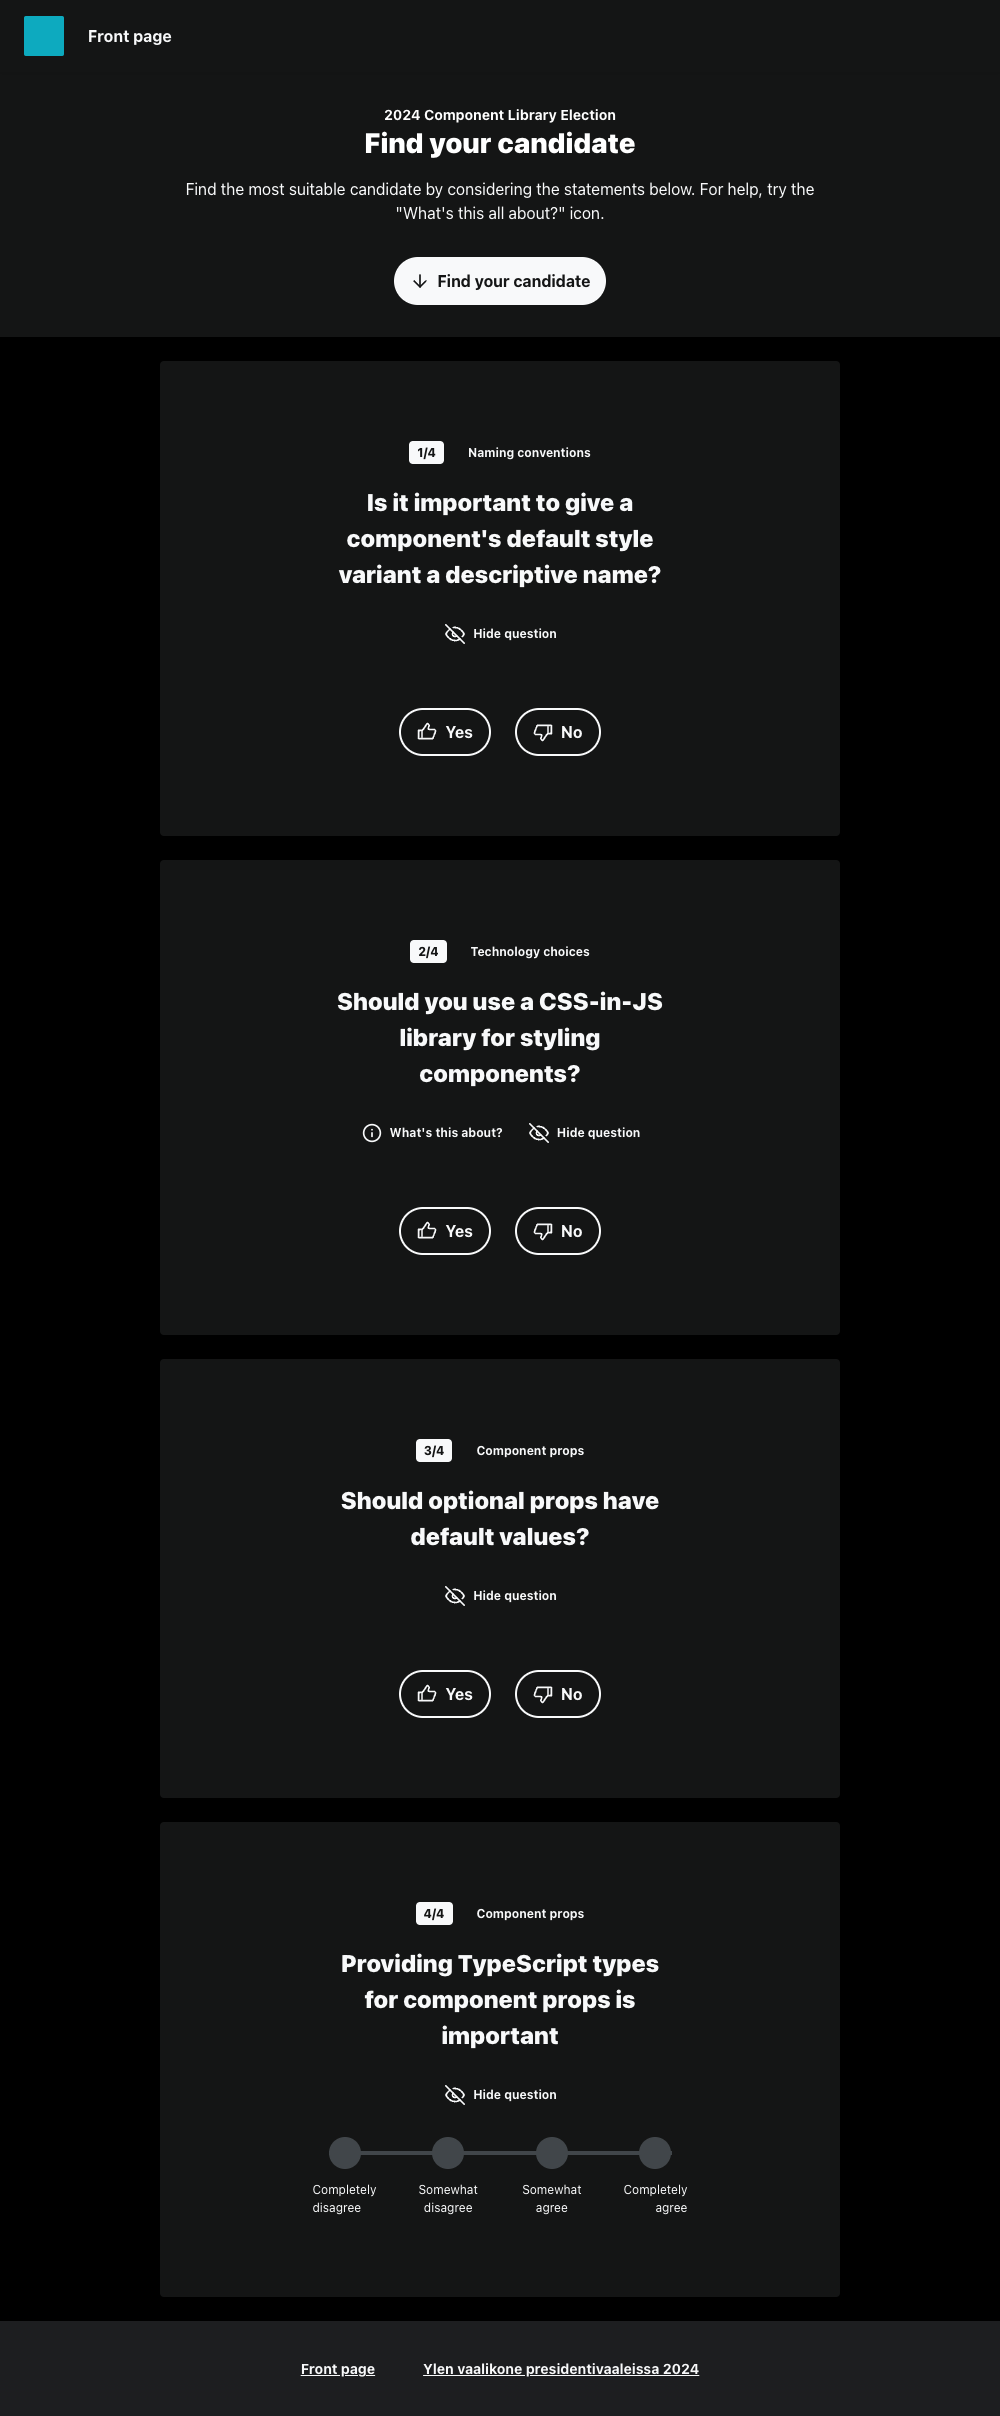 Front page
2024 Component Library Election
Find your candidate
Find the most suitable candidate by considering the statements below. For help, try the
"What's this all about?" icon.
Find your candidate
1/4 Naming conventions
Is it important to give a
component's default style
variant a descriptive name?
Hide question
Yes No
2/4 Technology choices
Should you use a CSS-in-JS
library for styling
components?
What's this about? Hide question
Yes No
3/4 Component props
Should optional props have
default values?
Hide question
Yes No
4/4 Component props
Providing TypeScript types
for component props is
important
Hide question
Completely Somewhat Somewhat Completely
disagree disagree agree agree
Front page Ylen vaalikone presidentivaaleissa 2024